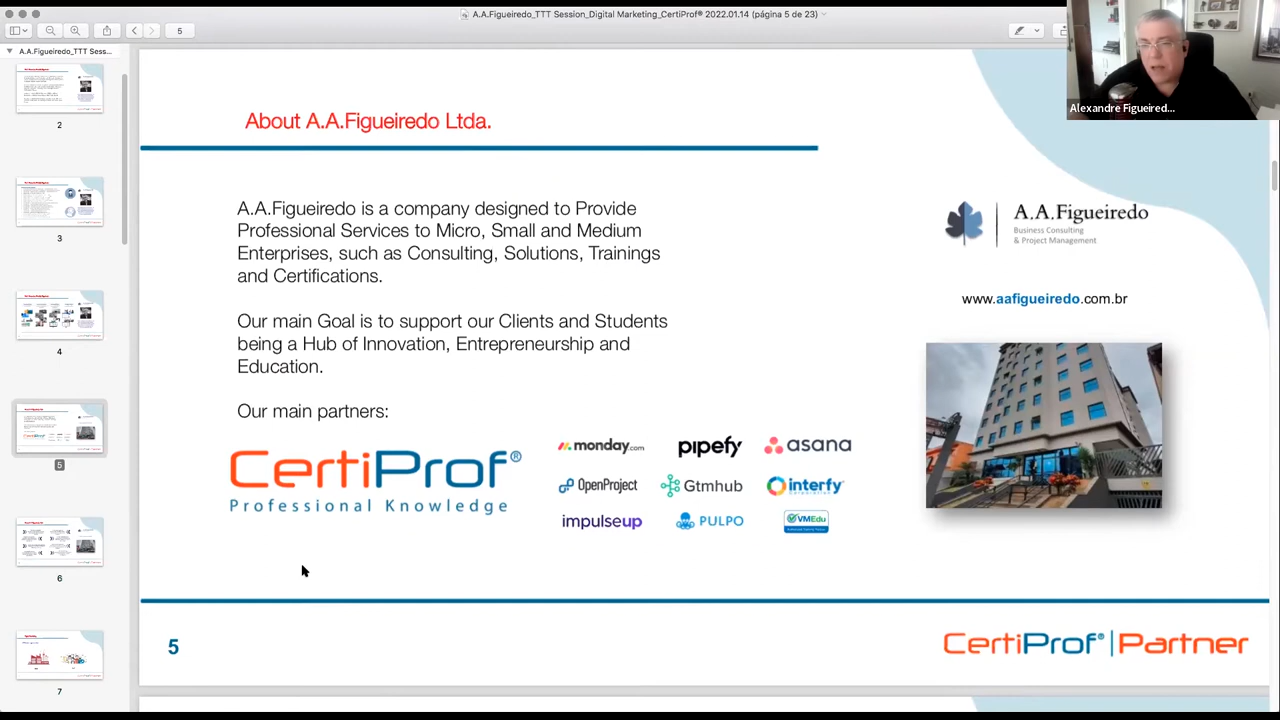 A.A.Figueiredo_TTT Session_Digital Marketing_CertiProf® 2022.01.14 (página 5 de 23)
5
A.A.Figueiredo_TTT Sess...
Alexandre Figueired...
2
3
4
5
6
7
About A.A.Figueiredo Ltda.
A.A.Figueiredo is a company designed to Provide
Professional Services to Micro, Small and Medium
Enterprises, such as Consulting, Solutions, Trainings
and Certifications.
Our main Goal is to support our Clients and Students
being a Hub of Innovation, Entrepreneurship and
Education.
Our main partners:
CertiProf®
Professional Knowledge
monday.com
pipefy
asana
OpenProject
Gtmhub
interfy
impulseup
PULPO
VMEdu
A.A.Figueiredo
Business Consulting
& Project Management
www.aafigueiredo.com.br
5
CertiProf® | Partner